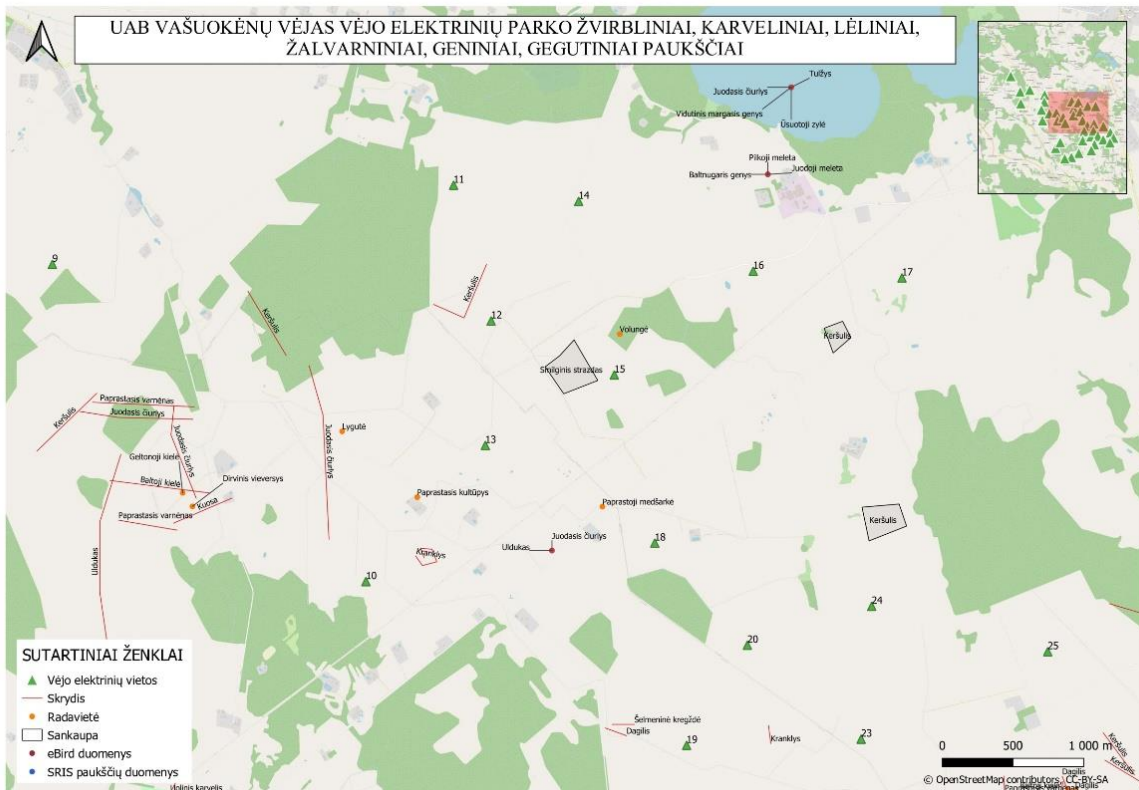 UAB VAŠUOKĖNŲ VĖJAS VĖJO ELEKTRINIŲ PARKO ŽVIRBLINIAI, KARVELINIAI, LĖLINIAI,
ŽALVARNINIAI, GENINIAI, GEGUTINIAI PAUKŠČIAI
Tulžys
Juodasis čiurlys
Vidutinis margasis genys
Ūsuotoji zylė
Pilkoji meleta
Juodoji meleta
Baltnugaris genys
11
14
9
16
17
Keršulis
Keršulis
12
Volungė
Keršulis
Smilginis strazdas
15
Paprastasis varnėnas
Juodasis čiurlys
Keršulis
Juodasis čiurlys
Lygutė
13
Juodasis čiurlys
Geltonoji kielė
Dirvinis vieversys
Baltoji kielė
Kuosa
Paprastasis varnėnas
Paprastasis kultūpys
Paprastoji medšarkė
Keršulis
Uldukas
Juodasis čiurlys
Uldukas
18
Kranklys
10
24
20
25
SUTARTINIAI ŽENKLAI
Vėjo elektrinių vietos
Skrydis
Radavietė
Sankaupa
eBird duomenys
SRIS paukščių duomenys
Šelmeninė kregždė
Dagilis
19
Kranklys
23
Keršulis
Keršulis
0 500 1 000 m
Dagilis
© OpenStreetMap contributors, CC-BY-SA
Dagilis